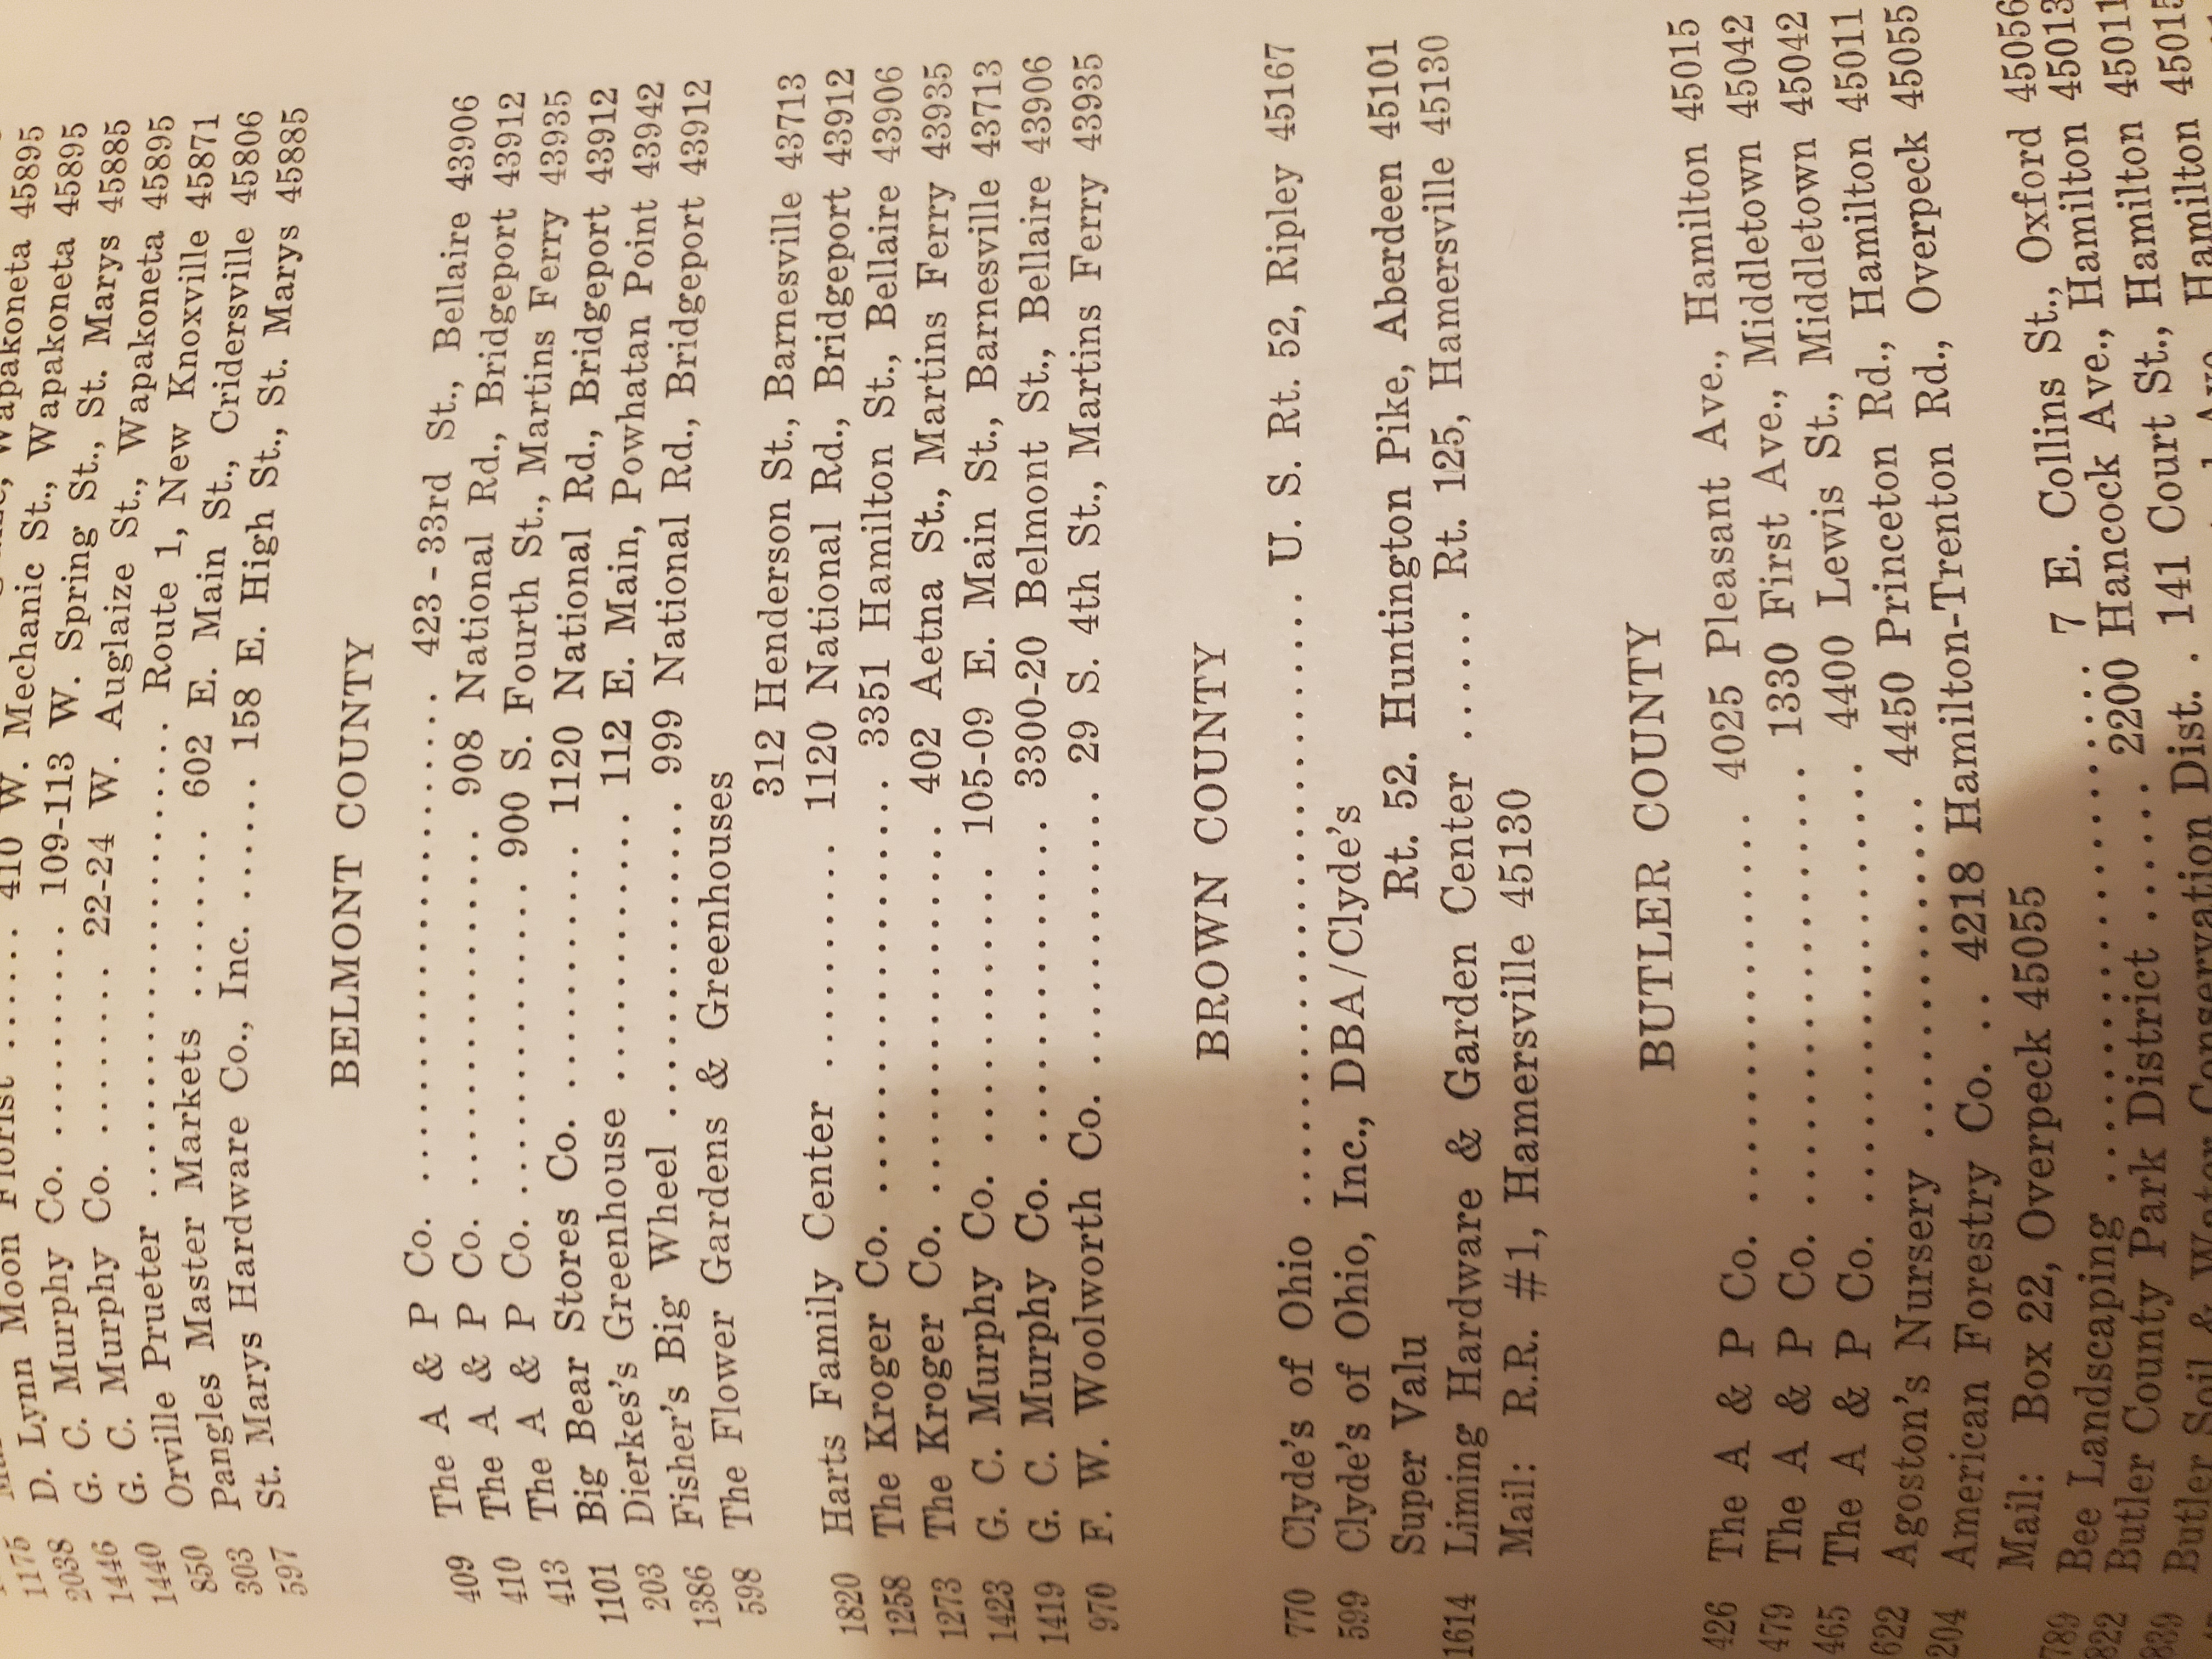 1175 D. Lynn Moon Florist ..... 410 W. Mechanic St., Wapakoneta 45895
2038 G. C. Murphy Co. .......... 109-113 W. Spring St., St. Marys 45885
1446 G. C. Murphy Co. ........ 22-24 W. Auglaize St., Wapakoneta 45895
1440 Orville Prueter .......................... Route 1, New Knoxville 45871
850 Pangles Master Markets ........ 602 E. Main St., Cridersville 45806
303 St. Marys Hardware Co., Inc. ...... 158 E. High St., St. Marys 45885
597
BELMONT COUNTY
409 The A & P Co. ........................... 423 - 33rd St., Bellaire 43906
410 The A & P Co. .................... 908 National Rd., Bridgeport 43912
413 The A & P Co. ................. 900 S. Fourth St., Martins Ferry 43935
1101 Big Bear Stores Co. ............. 1120 National Rd., Bridgeport 43912
203 Dierkes's Greenhouse ............... 112 E. Main, Powhatan Point 43942
1386 Fisher's Big Wheel ................. 999 National Rd., Bridgeport 43912
598 The Flower Gardens & Greenhouses
312 Henderson St., Barnesville 43713
1820 Harts Family Center ............ 1120 National Rd., Bridgeport 43912
1258 The Kroger Co. ........................ 3351 Hamilton St., Bellaire 43906
1273 The Kroger Co. .................... 402 Aetna St., Martins Ferry 43935
1423 G. C. Murphy Co. ............... 105-09 E. Main St., Barnesville 43713
1419 G. C. Murphy Co. ................. 3300-20 Belmont St., Bellaire 43906
970 F. W. Woolworth Co. ............... 29 S. 4th St., Martins Ferry 43935
BROWN COUNTY
770 Clyde's of Ohio .................................. U. S. Rt. 52, Ripley 45167
599 Clyde's of Ohio, Inc., DBA/Clyde's
Super Valu Rt. 52. Huntington Pike, Aberdeen 45101
1614 Liming Hardware & Garden Center ...... Rt. 125, Hamersville 45130
Mail: R.R. #1, Hamersville 45130
BUTLER COUNTY
426 The A & P Co. ...................... 4025 Pleasant Ave., Hamilton 45015
479 The A & P Co. ........................ 1330 First Ave., Middletown 45042
465 The A & P Co. ........................ 4400 Lewis St., Middletown 45042
622 Agoston's Nursery .................. 4450 Princeton Rd., Hamilton 45011
204 American Forestry Co. .. 4218 Hamilton-Trenton Rd., Overpeck 45055
Mail: Box 22, Overpeck 45055
789 Bee Landscaping ............................ 7 E. Collins St., Oxford 45056
822 Butler County Park District ....... 2200 Hancock Ave., Hamilton 45013
839 Butler Soil & Water Conservation Dist. . 141 Court St., Hamilton 45011
Ave., Hamilton 45015